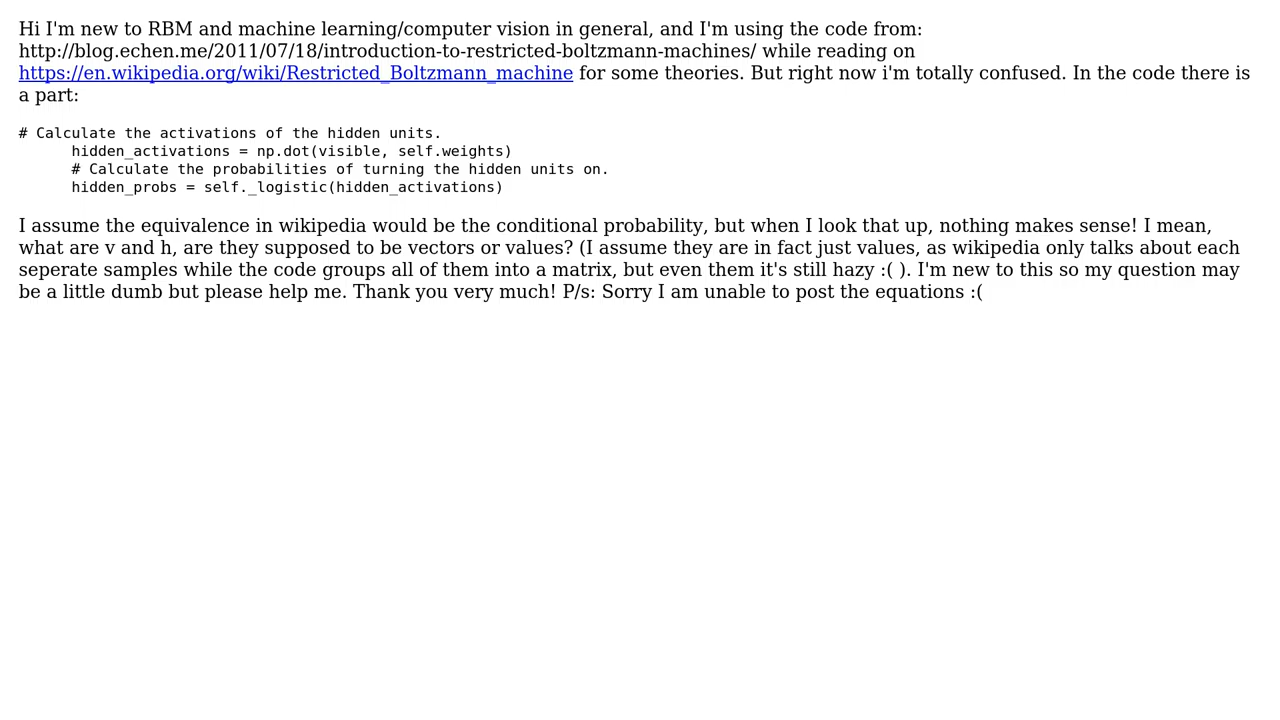 Hi I'm new to RBM and machine learning/computer vision in general, and I'm using the code from:
http://blog.echen.me/2011/07/18/introduction-to-restricted-boltzmann-machines/ while reading on
https://en.wikipedia.org/wiki/Restricted_Boltzmann_machine for some theories. But right now i'm totally confused. In the code there is
a part:
# Calculate the activations of the hidden units.
      hidden_activations = np.dot(visible, self.weights)
      # Calculate the probabilities of turning the hidden units on.
      hidden_probs = self._logistic(hidden_activations)
I assume the equivalence in wikipedia would be the conditional probability, but when I look that up, nothing makes sense! I mean,
what are v and h, are they supposed to be vectors or values? (I assume they are in fact just values, as wikipedia only talks about each
seperate samples while the code groups all of them into a matrix, but even them it's still hazy :( ). I'm new to this so my question may
be a little dumb but please help me. Thank you very much! P/s: Sorry I am unable to post the equations :(